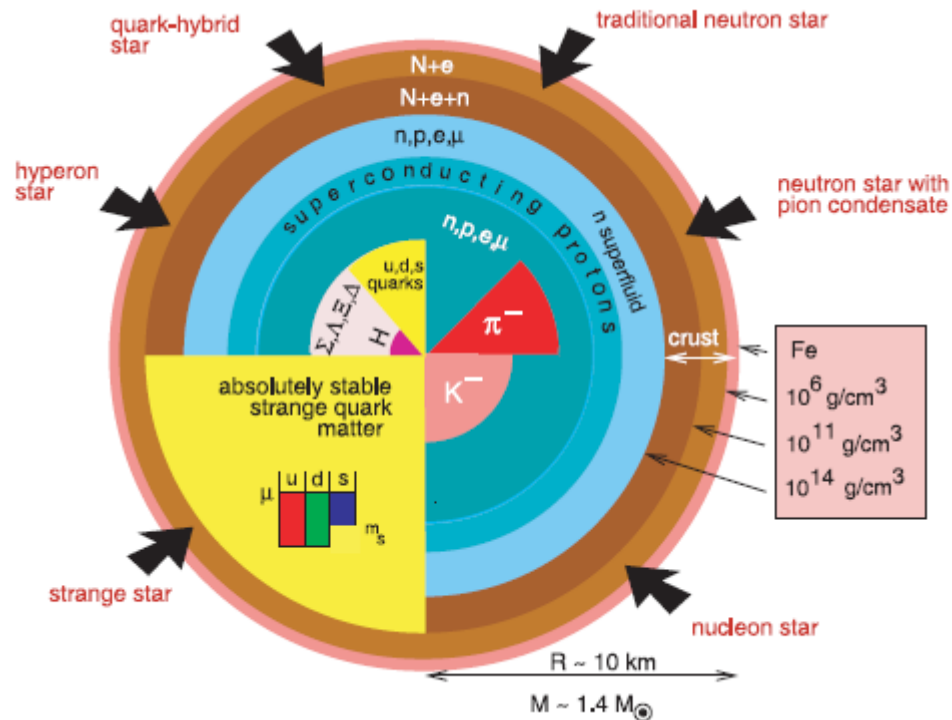 quark-hybrid
star
traditional neutron star
N+e
N+e+n
n,p,e,μ
hyperon
star
neutron star with
pion condensate
superconducting protons
n superfluid
n,p,e,μ
u,d,s
quarks
Σ,Λ,Ξ,Δ
H
π⁻
K⁻
crust
Fe
10⁶ g/cm³
10¹¹ g/cm³
10¹⁴ g/cm³
absolutely stable
strange quark
matter
u d s
μ
mₛ
strange star
nucleon star
R ~ 10 km
M ~ 1.4 M☉